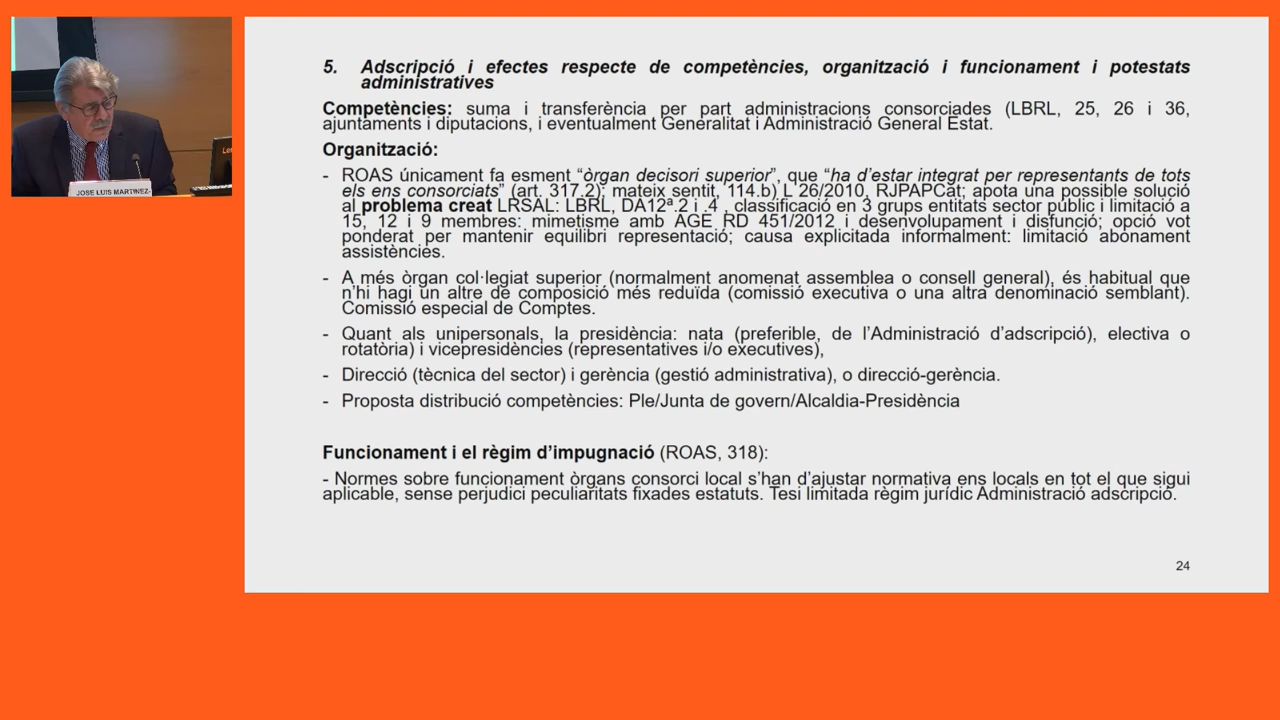 JOSE LUIS MARTINEZ-
5. Adscripció i efectes respecte de competències, organització i funcionament i potestats
administratives
Competències: suma i transferència per part administracions consorciades (LBRL, 25, 26 i 36,
ajuntaments i diputacions, i eventualment Generalitat i Administració General Estat.
Organització:
- ROAS únicament fa esment “òrgan decisori superior”, que “ha d’estar integrat per representants de tots
els ens consorciats” (art. 317.2); mateix sentit, 114.b) L 26/2010, RJPAPCat; apota una possible solució
al problema creat LRSAL: LBRL, DA12ª.2 i .4 , classificació en 3 grups entitats sector públic i limitació a
15, 12 i 9 membres: mimetisme amb AGE RD 451/2012 i desenvolupament i disfunció; opció vot
ponderat per mantenir equilibri representació; causa explicitada informalment: limitació abonament
assistències.
- A més òrgan col·legiat superior (normalment anomenat assemblea o consell general), és habitual que
n’hi hagi un altre de composició més reduïda (comissió executiva o una altra denominació semblant).
Comissió especial de Comptes.
- Quant als unipersonals, la presidència: nata (preferible, de l’Administració d’adscripció), electiva o
rotatòria) i vicepresidències (representatives i/o executives),
- Direcció (tècnica del sector) i gerència (gestió administrativa), o direcció-gerència.
- Proposta distribució competències: Ple/Junta de govern/Alcaldia-Presidència
Funcionament i el règim d’impugnació (ROAS, 318):
- Normes sobre funcionament òrgans consorci local s’han d’ajustar normativa ens locals en tot el que sigui
aplicable, sense perjudici peculiaritats fixades estatuts. Tesi limitada règim jurídic Administració adscripció.
24